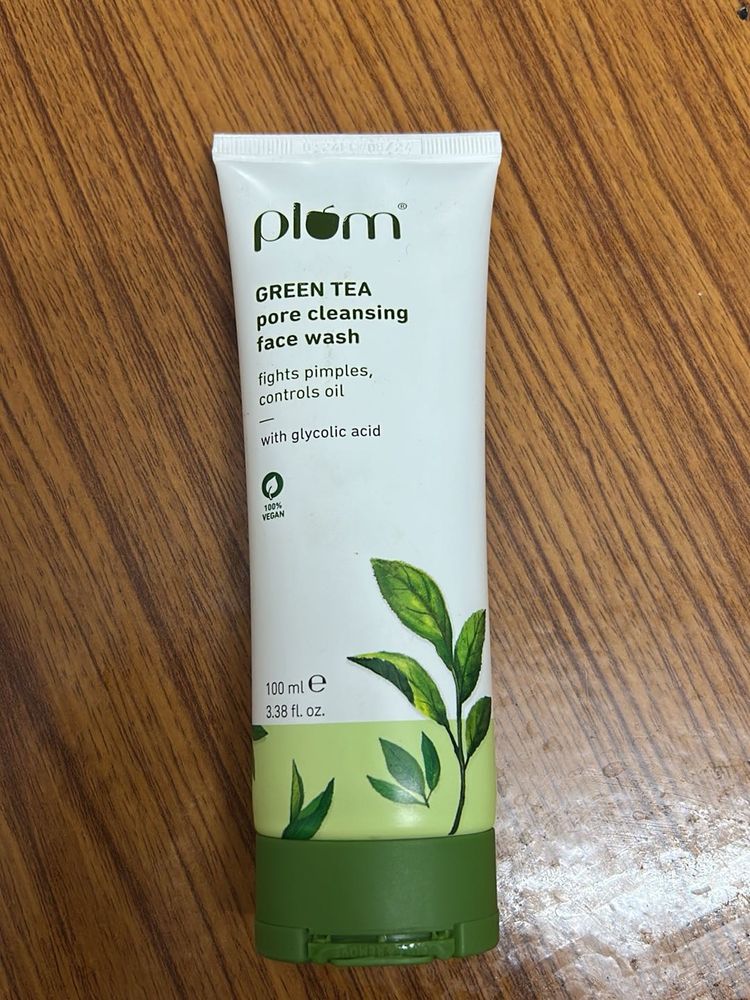 plum®
GREEN TEA
pore cleansing
face wash
fights pimples,
controls oil
with glycolic acid
100%
VEGAN
100 ml ℮
3.38 fl. oz.